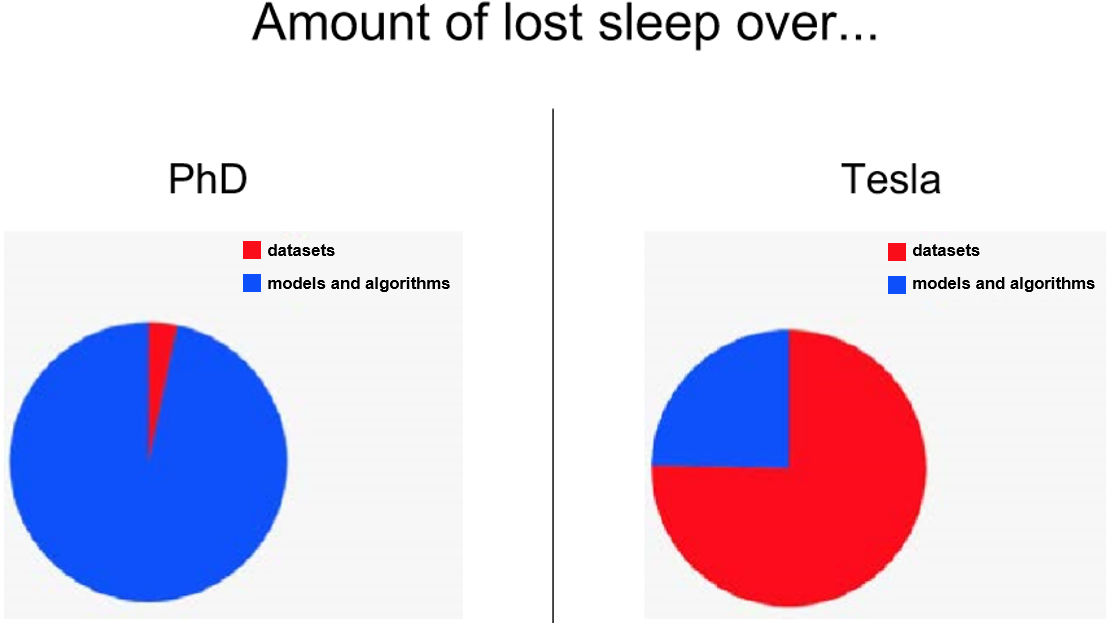 Amount of lost sleep over...
PhD
datasets
models and algorithms
Tesla
datasets
models and algorithms